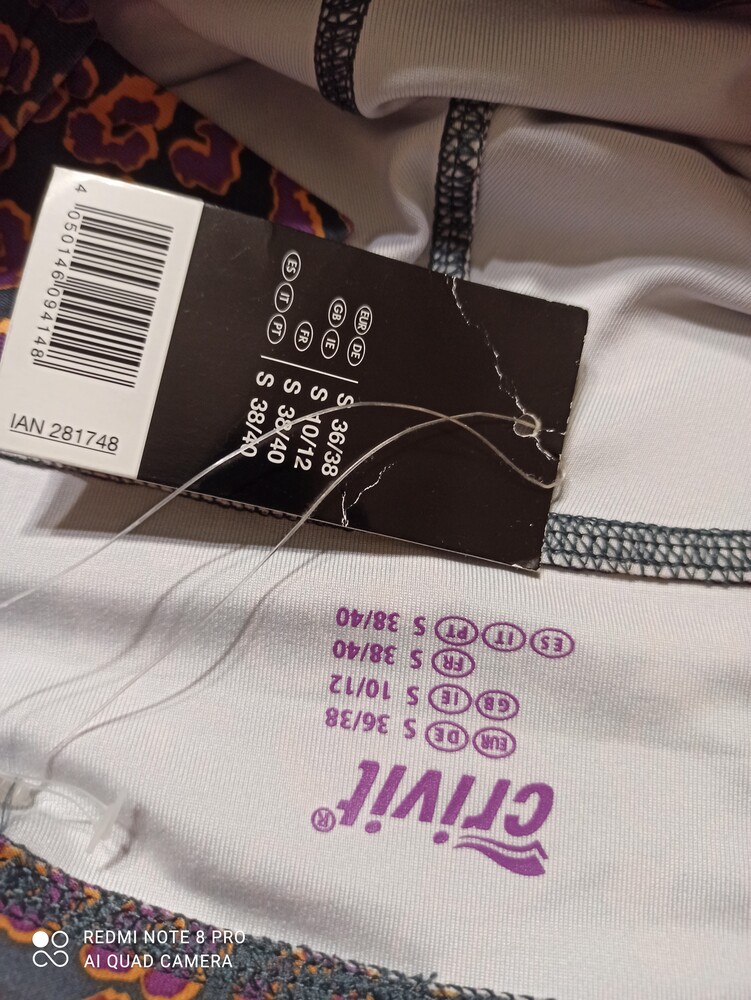 4 050146 094148
IAN 281748
EUR DE S 36/38
GB IE S 10/12
FR S 38/40
ES IT PT S 38/40
crivit®
EUR DE S 36/38
GB IE S 10/12
FR S 38/40
ES IT PT S 38/40
REDMI NOTE 8 PRO
AI QUAD CAMERA